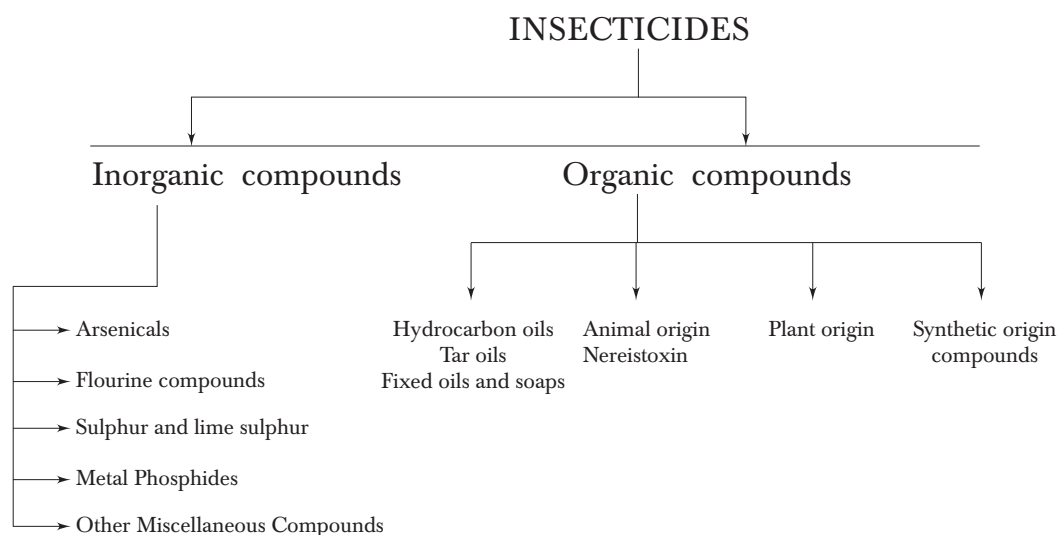 INSECTICIDES
Inorganic compounds
Organic compounds
Arsenicals
Flourine compounds
Sulphur and lime sulphur
Metal Phosphides
Other Miscellaneous Compounds
Hydrocarbon oils
Tar oils
Fixed oils and soaps
Animal origin
Nereistoxin
Plant origin
Synthetic origin
compounds